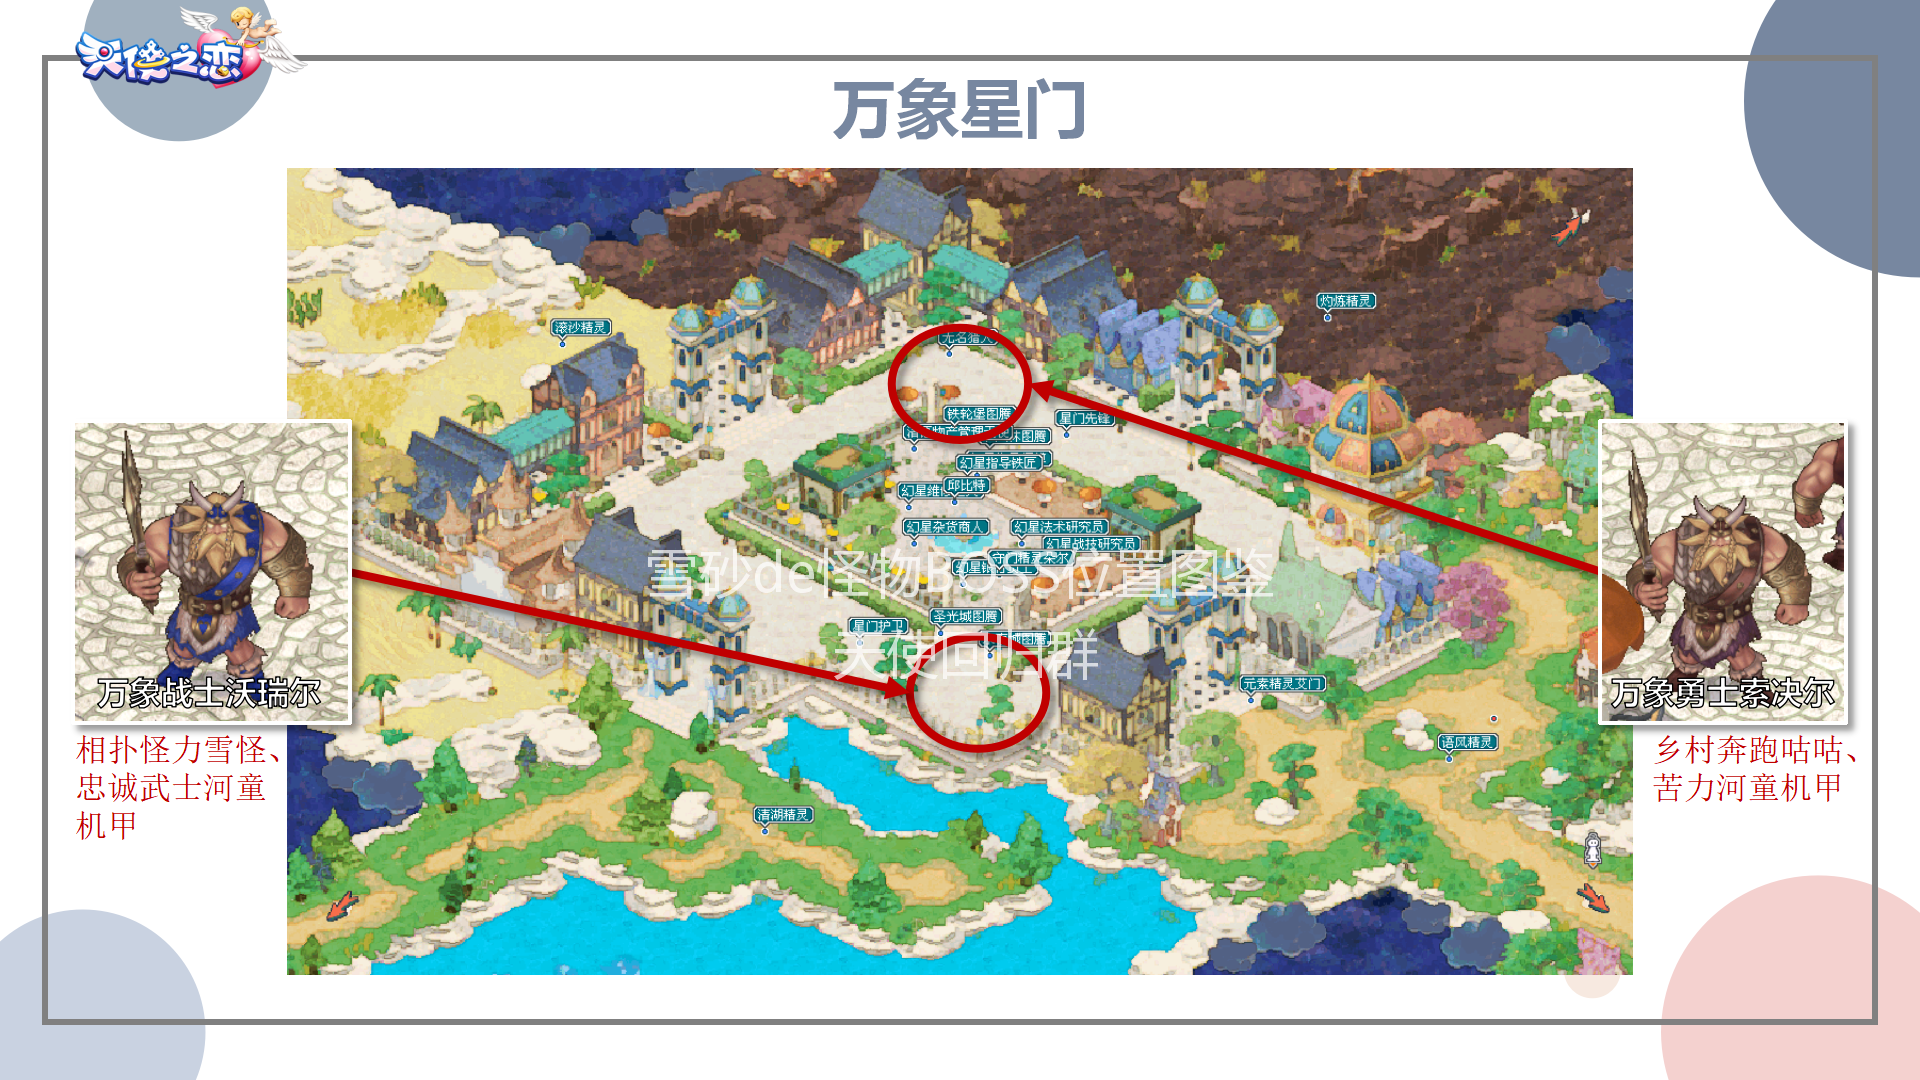 天使之恋
万象星门
滚沙精灵
灼炼精灵
无名猎人
铁轮堡图腾
星门先锋
术图腾
幻星指导铁匠
幻星维
邱比特
幻星杂货商人
幻星法术研究员
幻星战技研究员
守门精灵朵尔
雪砂de怪物BOSS位置图鉴
圣光城图腾
星门护卫
天使回归群
元素精灵艾门
语风精灵
清湖精灵
万象战士沃瑞尔
相扑怪力雪怪、
忠诚武士河童
机甲
万象勇士索决尔
乡村奔跑咕咕、
苦力河童机甲